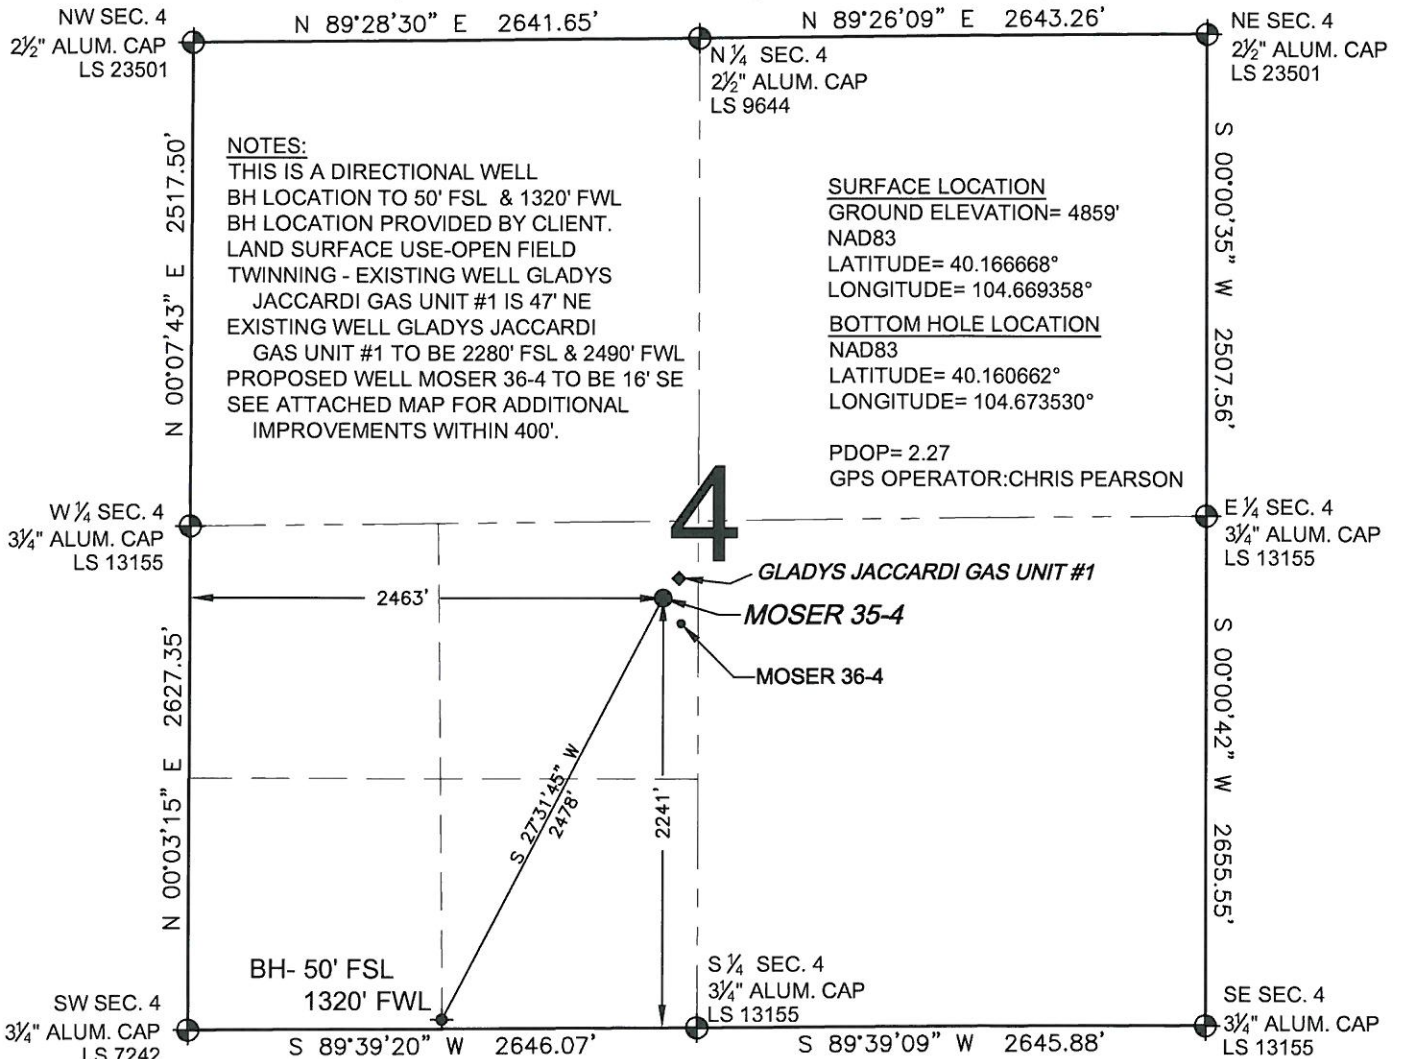 NW SEC. 4
2½" ALUM. CAP
LS 23501
N 89°28'30" E 2641.65'
N ¼ SEC. 4
2½" ALUM. CAP
LS 9644
N 89°26'09" E 2643.26'
NE SEC. 4
2½" ALUM. CAP
LS 23501
N 00°07'43" E 2517.50'
NOTES:
THIS IS A DIRECTIONAL WELL
BH LOCATION TO 50' FSL & 1320' FWL
BH LOCATION PROVIDED BY CLIENT.
LAND SURFACE USE-OPEN FIELD
TWINNING - EXISTING WELL GLADYS
JACCARDI GAS UNIT #1 IS 47' NE
EXISTING WELL GLADYS JACCARDI
GAS UNIT #1 TO BE 2280' FSL & 2490' FWL
PROPOSED WELL MOSER 36-4 TO BE 16' SE
SEE ATTACHED MAP FOR ADDITIONAL
IMPROVEMENTS WITHIN 400'.
SURFACE LOCATION
GROUND ELEVATION= 4859'
NAD83
LATITUDE= 40.166668°
LONGITUDE= 104.669358°
BOTTOM HOLE LOCATION
NAD83
LATITUDE= 40.160662°
LONGITUDE= 104.673530°
PDOP= 2.27
GPS OPERATOR:CHRIS PEARSON
S 00°00'35" W 2507.56'
4
W ¼ SEC. 4
3¼" ALUM. CAP
LS 13155
E ¼ SEC. 4
3¼" ALUM. CAP
LS 13155
GLADYS JACCARDI GAS UNIT #1
2463'
MOSER 35-4
MOSER 36-4
N 00°03'15" E 2627.35'
S 27°31'45" W
2478'
2241'
S 00°00'42" W 2655.55'
BH- 50' FSL
1320' FWL
SW SEC. 4
3¼" ALUM. CAP
LS 7242
S 89°39'20" W 2646.07'
S ¼ SEC. 4
3¼" ALUM. CAP
LS 13155
S 89°39'09" W 2645.88'
SE SEC. 4
3¼" ALUM. CAP
LS 13155